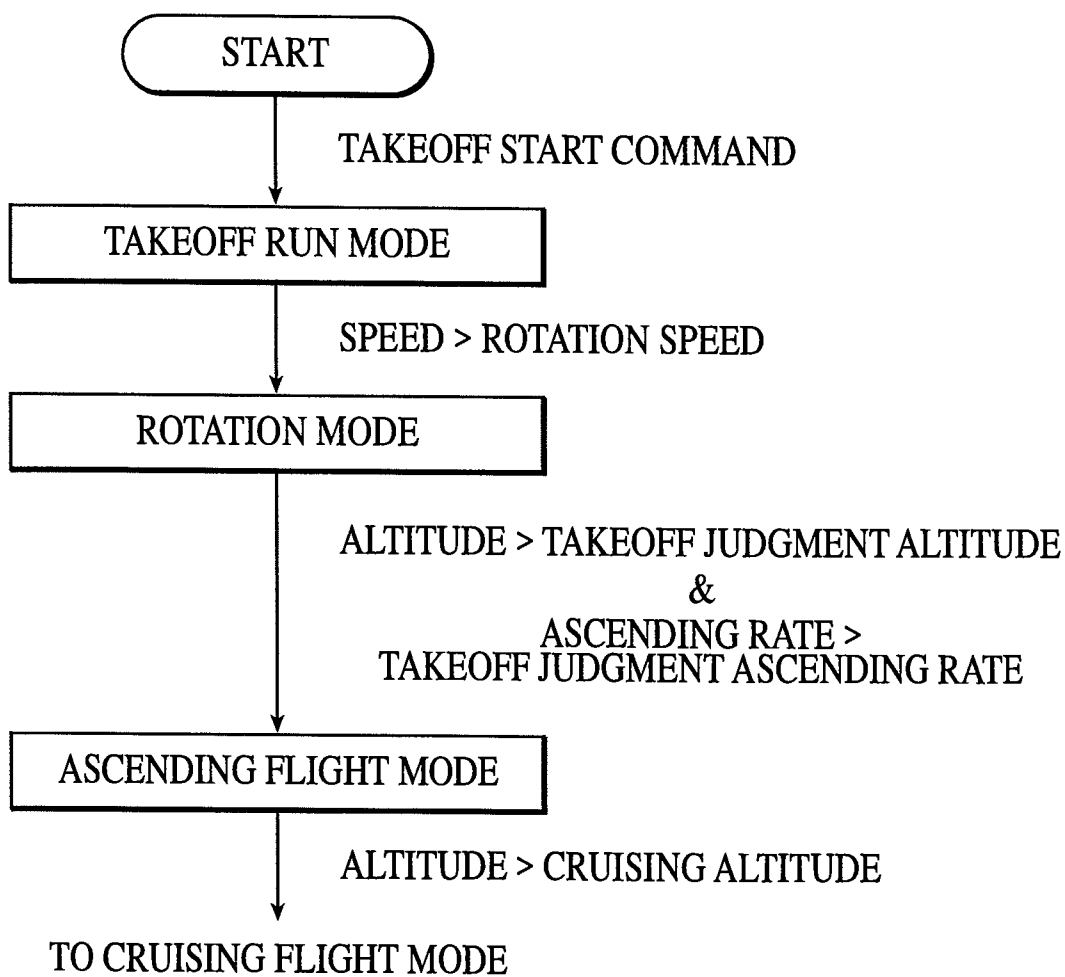 START
TAKEOFF START COMMAND
TAKEOFF RUN MODE
SPEED > ROTATION SPEED
ROTATION MODE
ALTITUDE > TAKEOFF JUDGMENT ALTITUDE
&
ASCENDING RATE >
TAKEOFF JUDGMENT ASCENDING RATE
ASCENDING FLIGHT MODE
ALTITUDE > CRUISING ALTITUDE
TO CRUISING FLIGHT MODE